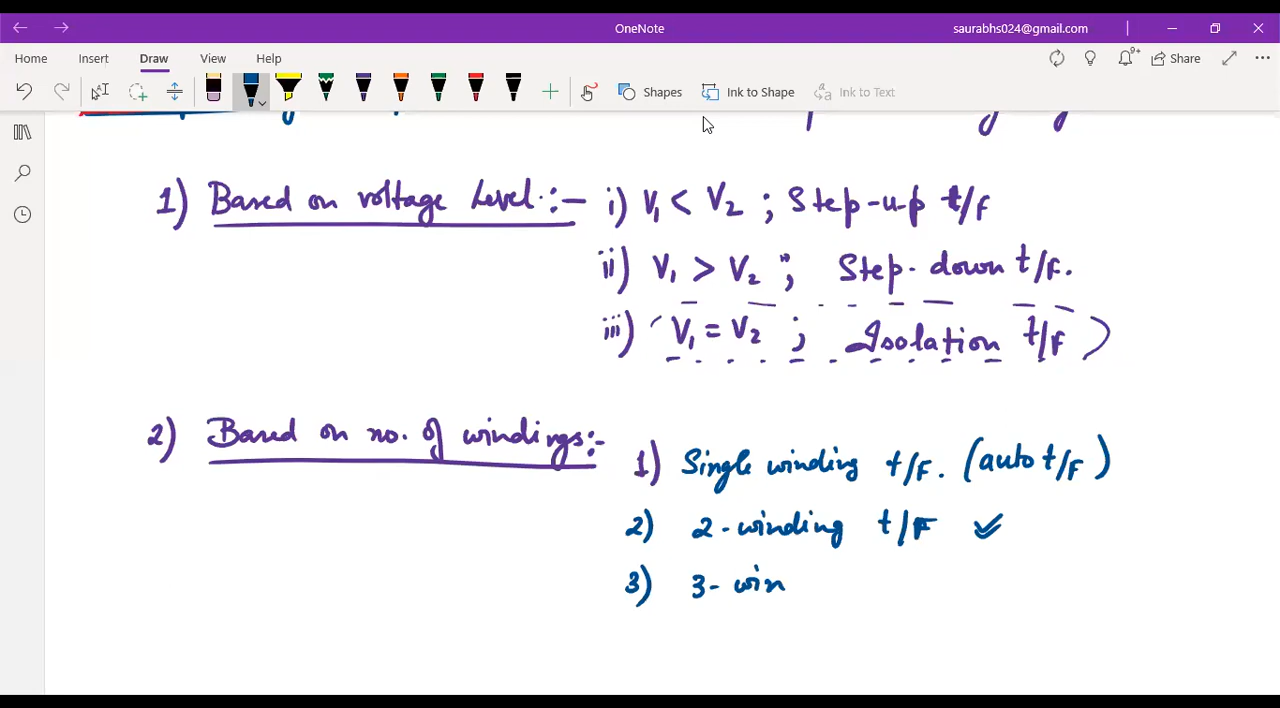 OneNote
saurabhs024@gmail.com
Home Insert Draw View Help
Share
Shapes Ink to Shape Ink to Text
1) Based on voltage level :- i) V1 < V2 ; Step-up t/f
ii) V1 > V2 ; Step-down t/f.
iii) (V1 = V2 ; Isolation t/f)
2) Based on no. of windings:-
1) Single winding t/F. (auto t/F)
2) 2-winding t/F ✓
3) 3-win